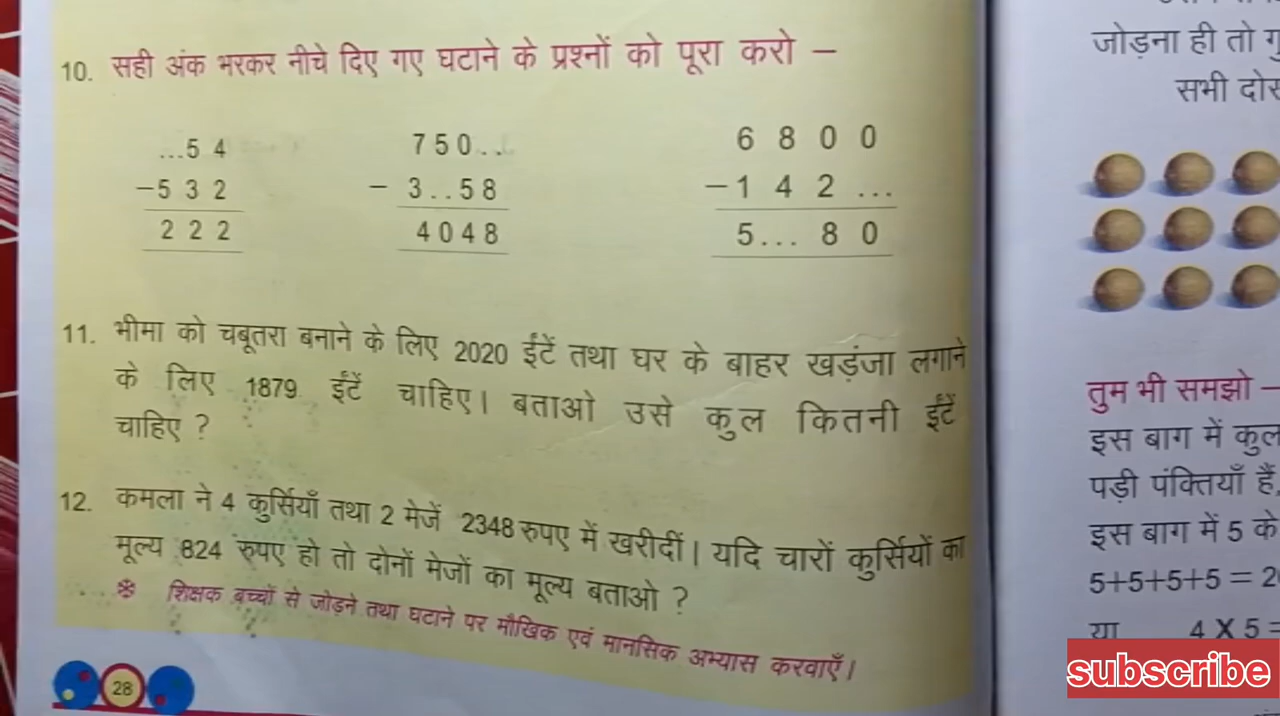 10. सही अंक भरकर नीचे दिए गए घटाने के प्रश्नों को पूरा करो –
...5 4
–5 3 2
2 2 2
7 5 0 . .
– 3 . . 5 8
4 0 4 8
6 8 0 0
– 1 4 2 ...
5 ... 8 0
11. भीमा को चबूतरा बनाने के लिए 2020 ईंटें तथा घर के बाहर खड़ंजा लगाने
के लिए 1879 ईंटें चाहिए। बताओ उसे कुल कितनी ईंटें
चाहिए ?
12. कमला ने 4 कुर्सियाँ तथा 2 मेजें 2348 रुपए में खरीदीं। यदि चारों कुर्सियों का
मूल्य 824 रुपए हो तो दोनों मेजों का मूल्य बताओ ?
❉ शिक्षक बच्चों से जोड़ने तथा घटाने पर मौखिक एवं मानसिक अभ्यास करवाएँ।
28
जोड़ना ही तो
सभी
तुम भी समझो –
इस बाग में
पड़ी पंक्तियाँ हैं,
इस बाग में 5 के
5+5+5+5 =
या 4 X 5 =
subscribe